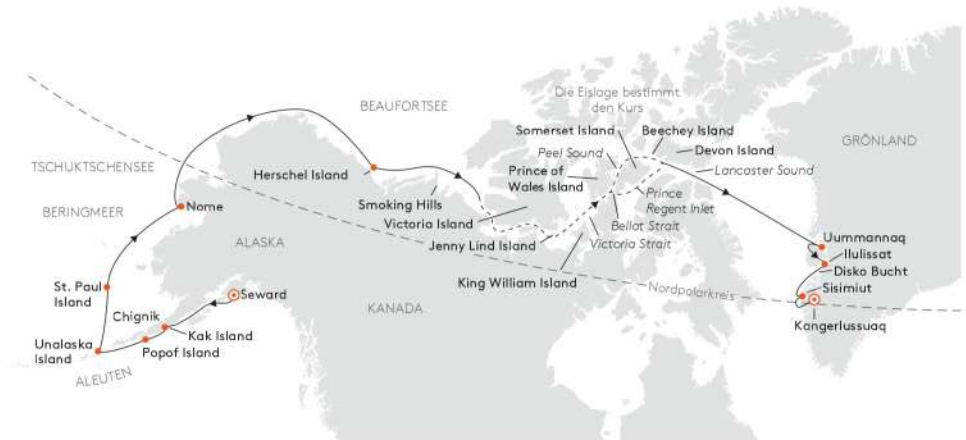 BEAUFORTSEE
Die Eislage bestimmt
den Kurs
Somerset Island
Beechey Island
GRÖNLAND
Peel Sound
Devon Island
TSCHUKTSCHENSEE
Herschel Island
Prince of
Wales Island
Lancaster Sound
Smoking Hills
Prince
Regent Inlet
BERINGMEER
Nome
Victoria Island
Bellot Strait
ALASKA
Jenny Lind Island
Victoria Strait
Uummannaq
Ilulissat
Disko Bucht
King William Island
St. Paul
Island
Seward
Nordpolarkreis
Sisimiut
Chignik
KANADA
Kangerlussuaq
Kak Island
Unalaska
Island
Popof Island
ALEUTEN